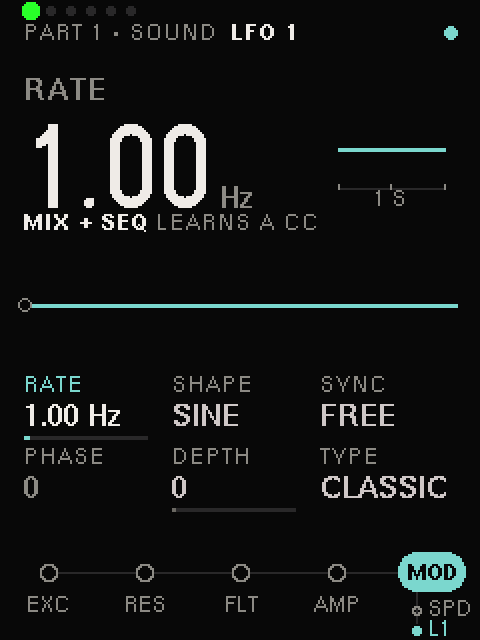 PART 1 · SOUND LFO 1
RATE
1.00 Hz
1 S
MIX + SEQ LEARNS A CC
RATE SHAPE SYNC
1.00 Hz SINE FREE
PHASE DEPTH TYPE
0 0 CLASSIC
MOD
EXC RES FLT AMP SPD
L1